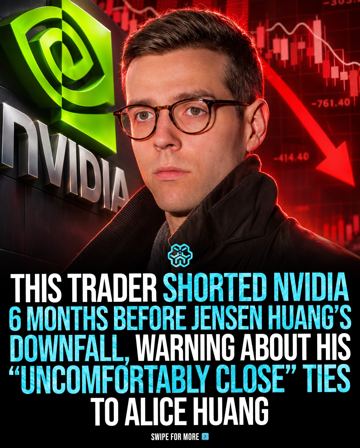 NVIDIA
-761.40
-414.40
THIS TRADER SHORTED NVIDIA
6 MONTHS BEFORE JENSEN HUANG'S
DOWNFALL, WARNING ABOUT HIS
“UNCOMFORTABLY CLOSE” TIES
TO ALICE HUANG
SWIPE FOR MORE